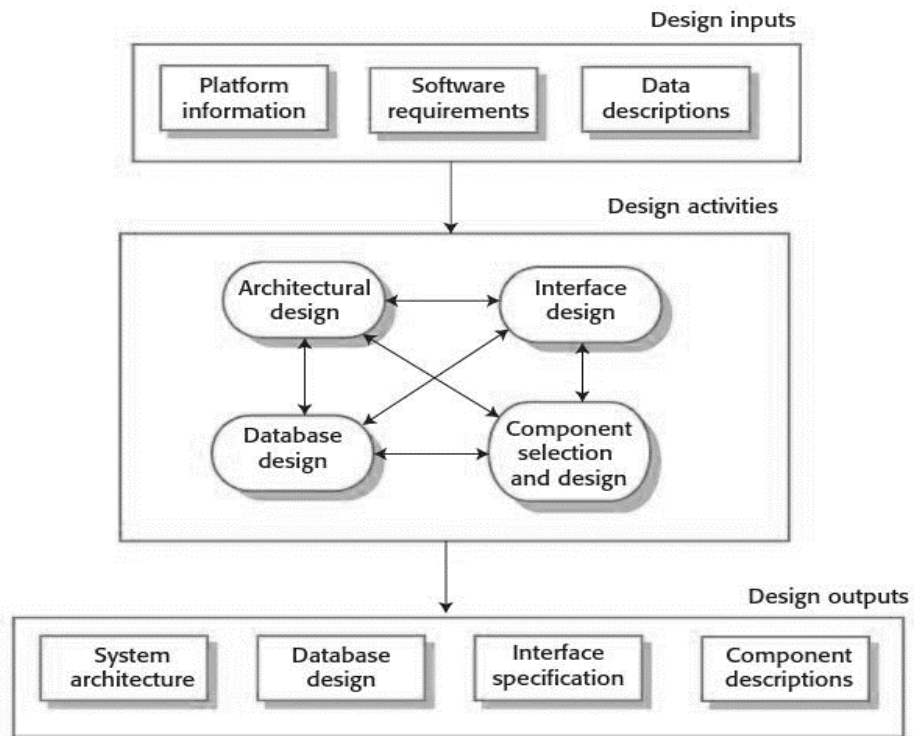 Design inputs
Platform
information
Software
requirements
Data
descriptions
Design activities
Architectural
design
Interface
design
Database
design
Component
selection
and design
Design outputs
System
architecture
Database
design
Interface
specification
Component
descriptions